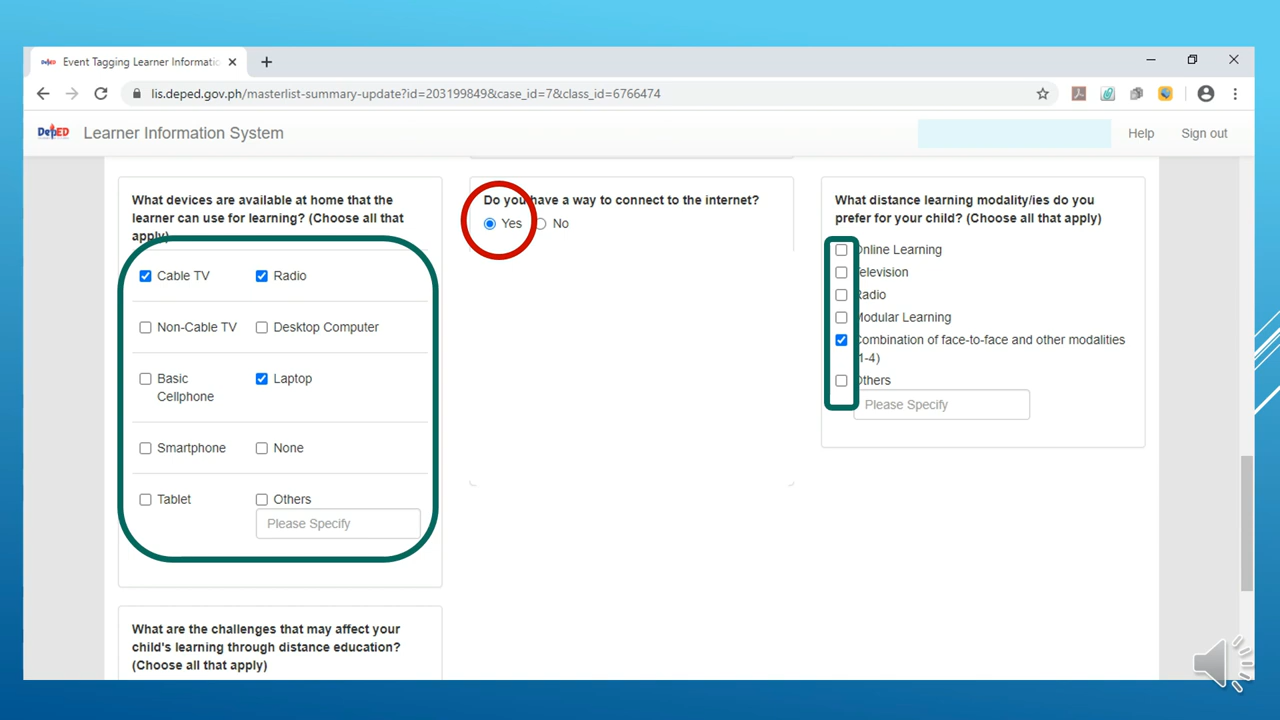 Event Tagging Learner Informatic
lis.deped.gov.ph/masterlist-summary-update?id=203199849&case_id=7&class_id=6766474
DepED
Learner Information System
Help
Sign out
What devices are available at home that the
learner can use for learning? (Choose all that
apply)
Cable TV
Radio
Non-Cable TV
Desktop Computer
Basic
Cellphone
Laptop
Smartphone
None
Tablet
Others
Please Specify
What are the challenges that may affect your
child's learning through distance education?
(Choose all that apply)
Do you have a way to connect to the internet?
Yes
No
What distance learning modality/ies do you
prefer for your child? (Choose all that apply)
Online Learning
Television
Radio
Modular Learning
Combination of face-to-face and other modalities
1-4)
Others
Please Specify